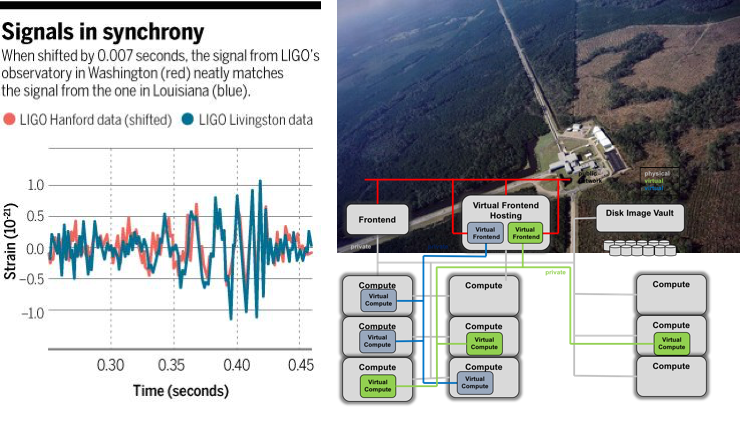 Signals in synchrony
When shifted by 0.007 seconds, the signal from LIGO's
observatory in Washington (red) neatly matches
the signal from the one in Louisiana (blue).
LIGO Hanford data (shifted) LIGO Livingston data
Strain (10⁻²¹)
1.0
0.5
0.0
−0.5
−1.0
0.30 0.35 0.40 0.45
Time (seconds)
public
network
physical
virtual
virtual
Frontend
Virtual Frontend
Hosting
Virtual
Frontend
Virtual
Frontend
Disk Image Vault
private
private
Compute
Virtual
Compute
Compute
Compute
Compute
Virtual
Compute
Compute
Virtual
Compute
Compute
Virtual
Compute
Compute
Virtual
Compute
Compute
Virtual
Compute
Compute